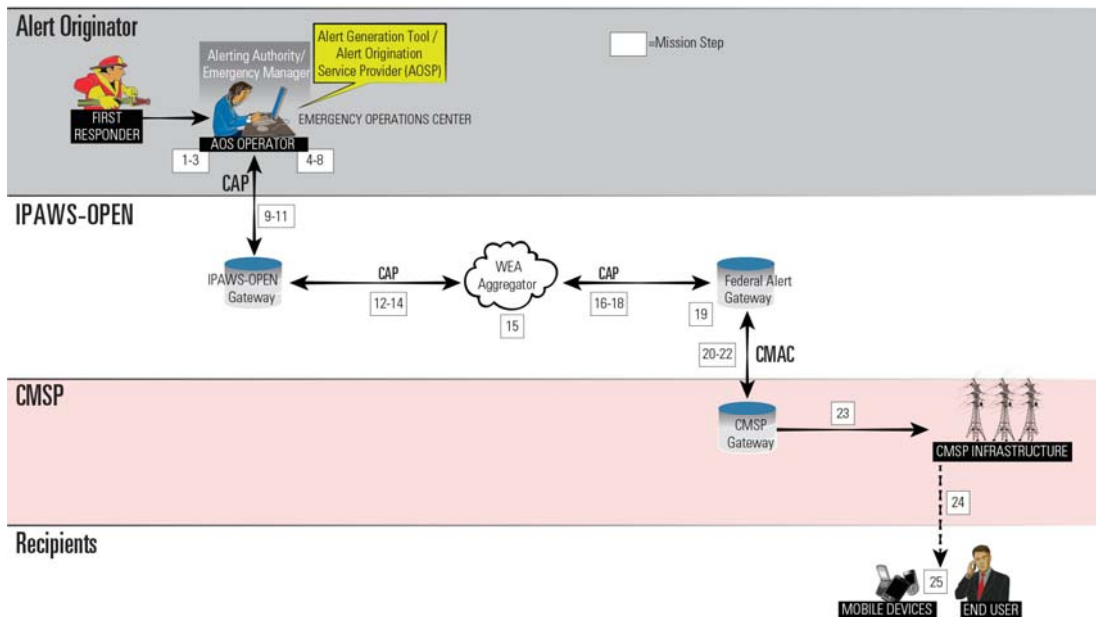 Alert Originator
Alert Generation Tool /
Alert Origination
Service Provider (AOSP)
=Mission Step
Alerting Authority/
Emergency Manager
FIRST
RESPONDER
EMERGENCY OPERATIONS CENTER
AOS OPERATOR
1-3
4-8
CAP
IPAWS-OPEN
9-11
IPAWS-OPEN
Gateway
CAP
12-14
WEA
Aggregator
15
CAP
16-18
Federal Alert
Gateway
19
20-22
CMAC
CMSP
CMSP
Gateway
23
CMSP INFRASTRUCTURE
24
Recipients
25
MOBILE DEVICES
END USER